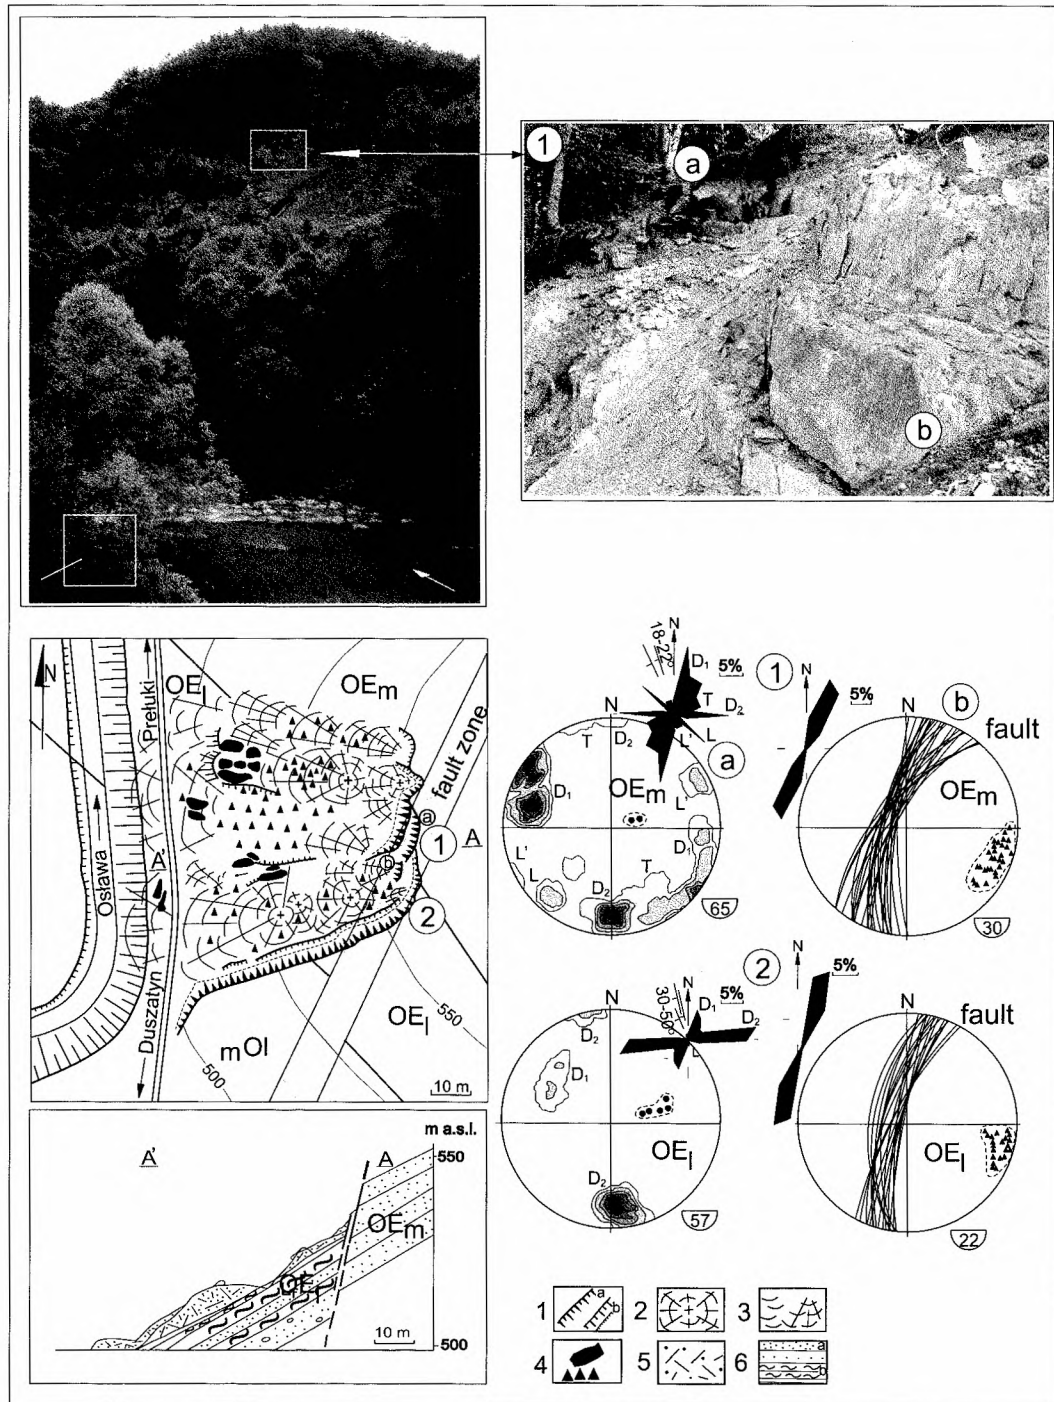 1
a
b
N
Prełuki
OEl
OEm
fault zone
a
1
A
b
Osława
A'
2
Duszatyn
mOl
OEl
550
500
10 m
m a.s.l.
A'
A
550
OEm
OEl
10 m
500
18-22°
N
D1
5%
T
D2
L
L'
a
N
T
D2
D1
OEm
L'
D1
L'
L
D2
T
65
1
N
5%
N
b
fault
OEm
30
30-50°
N
D1
5%
D2
L
N
D2
D1
OEl
D2
57
2
N
5%
N
fault
OEl
22
1
a
b
2
3
4
5
6
a
b